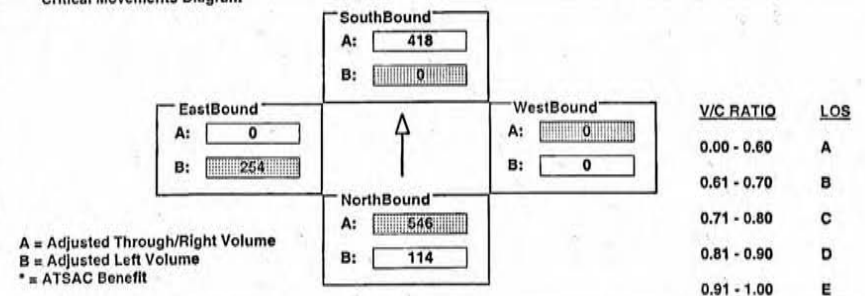 Critical Movements Diagram
SouthBound
A: 418
B: 0
EastBound
A: 0
B: 254
WestBound
A: 0
B: 0
NorthBound
A: 546
B: 114
A = Adjusted Through/Right Volume
B = Adjusted Left Volume
* = ATSAC Benefit
V/C RATIO LOS
0.00 - 0.60 A
0.61 - 0.70 B
0.71 - 0.80 C
0.81 - 0.90 D
0.91 - 1.00 E